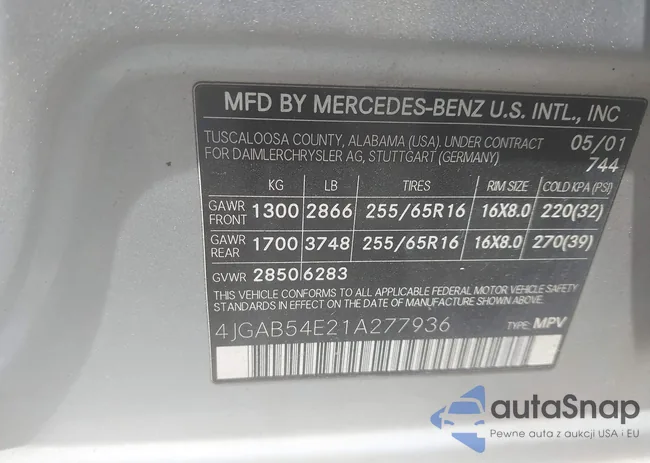 MFD BY MERCEDES-BENZ U.S. INTL., INC
TUSCALOOSA COUNTY, ALABAMA (USA). UNDER CONTRACT 05/01
FOR DAIMLERCHRYSLER AG, STUTTGART (GERMANY) 744
KG LB TIRES RIM SIZE COLD KPA (PSI)
GAWR FRONT 1300 2866 255/65R16 16X8.0 220(32)
GAWR REAR 1700 3748 255/65R16 16X8.0 270(39)
GVWR 2850 6283
THIS VEHICLE CONFORMS TO ALL APPLICABLE FEDERAL MOTOR VEHICLE SAFETY
STANDARDS IN EFFECT ON THE DATE OF MANUFACTURE SHOWN ABOVE.
4JGAB54E21A277936 TYPE: MPV
autoSnap
Pewne auta z aukcji USA i EU